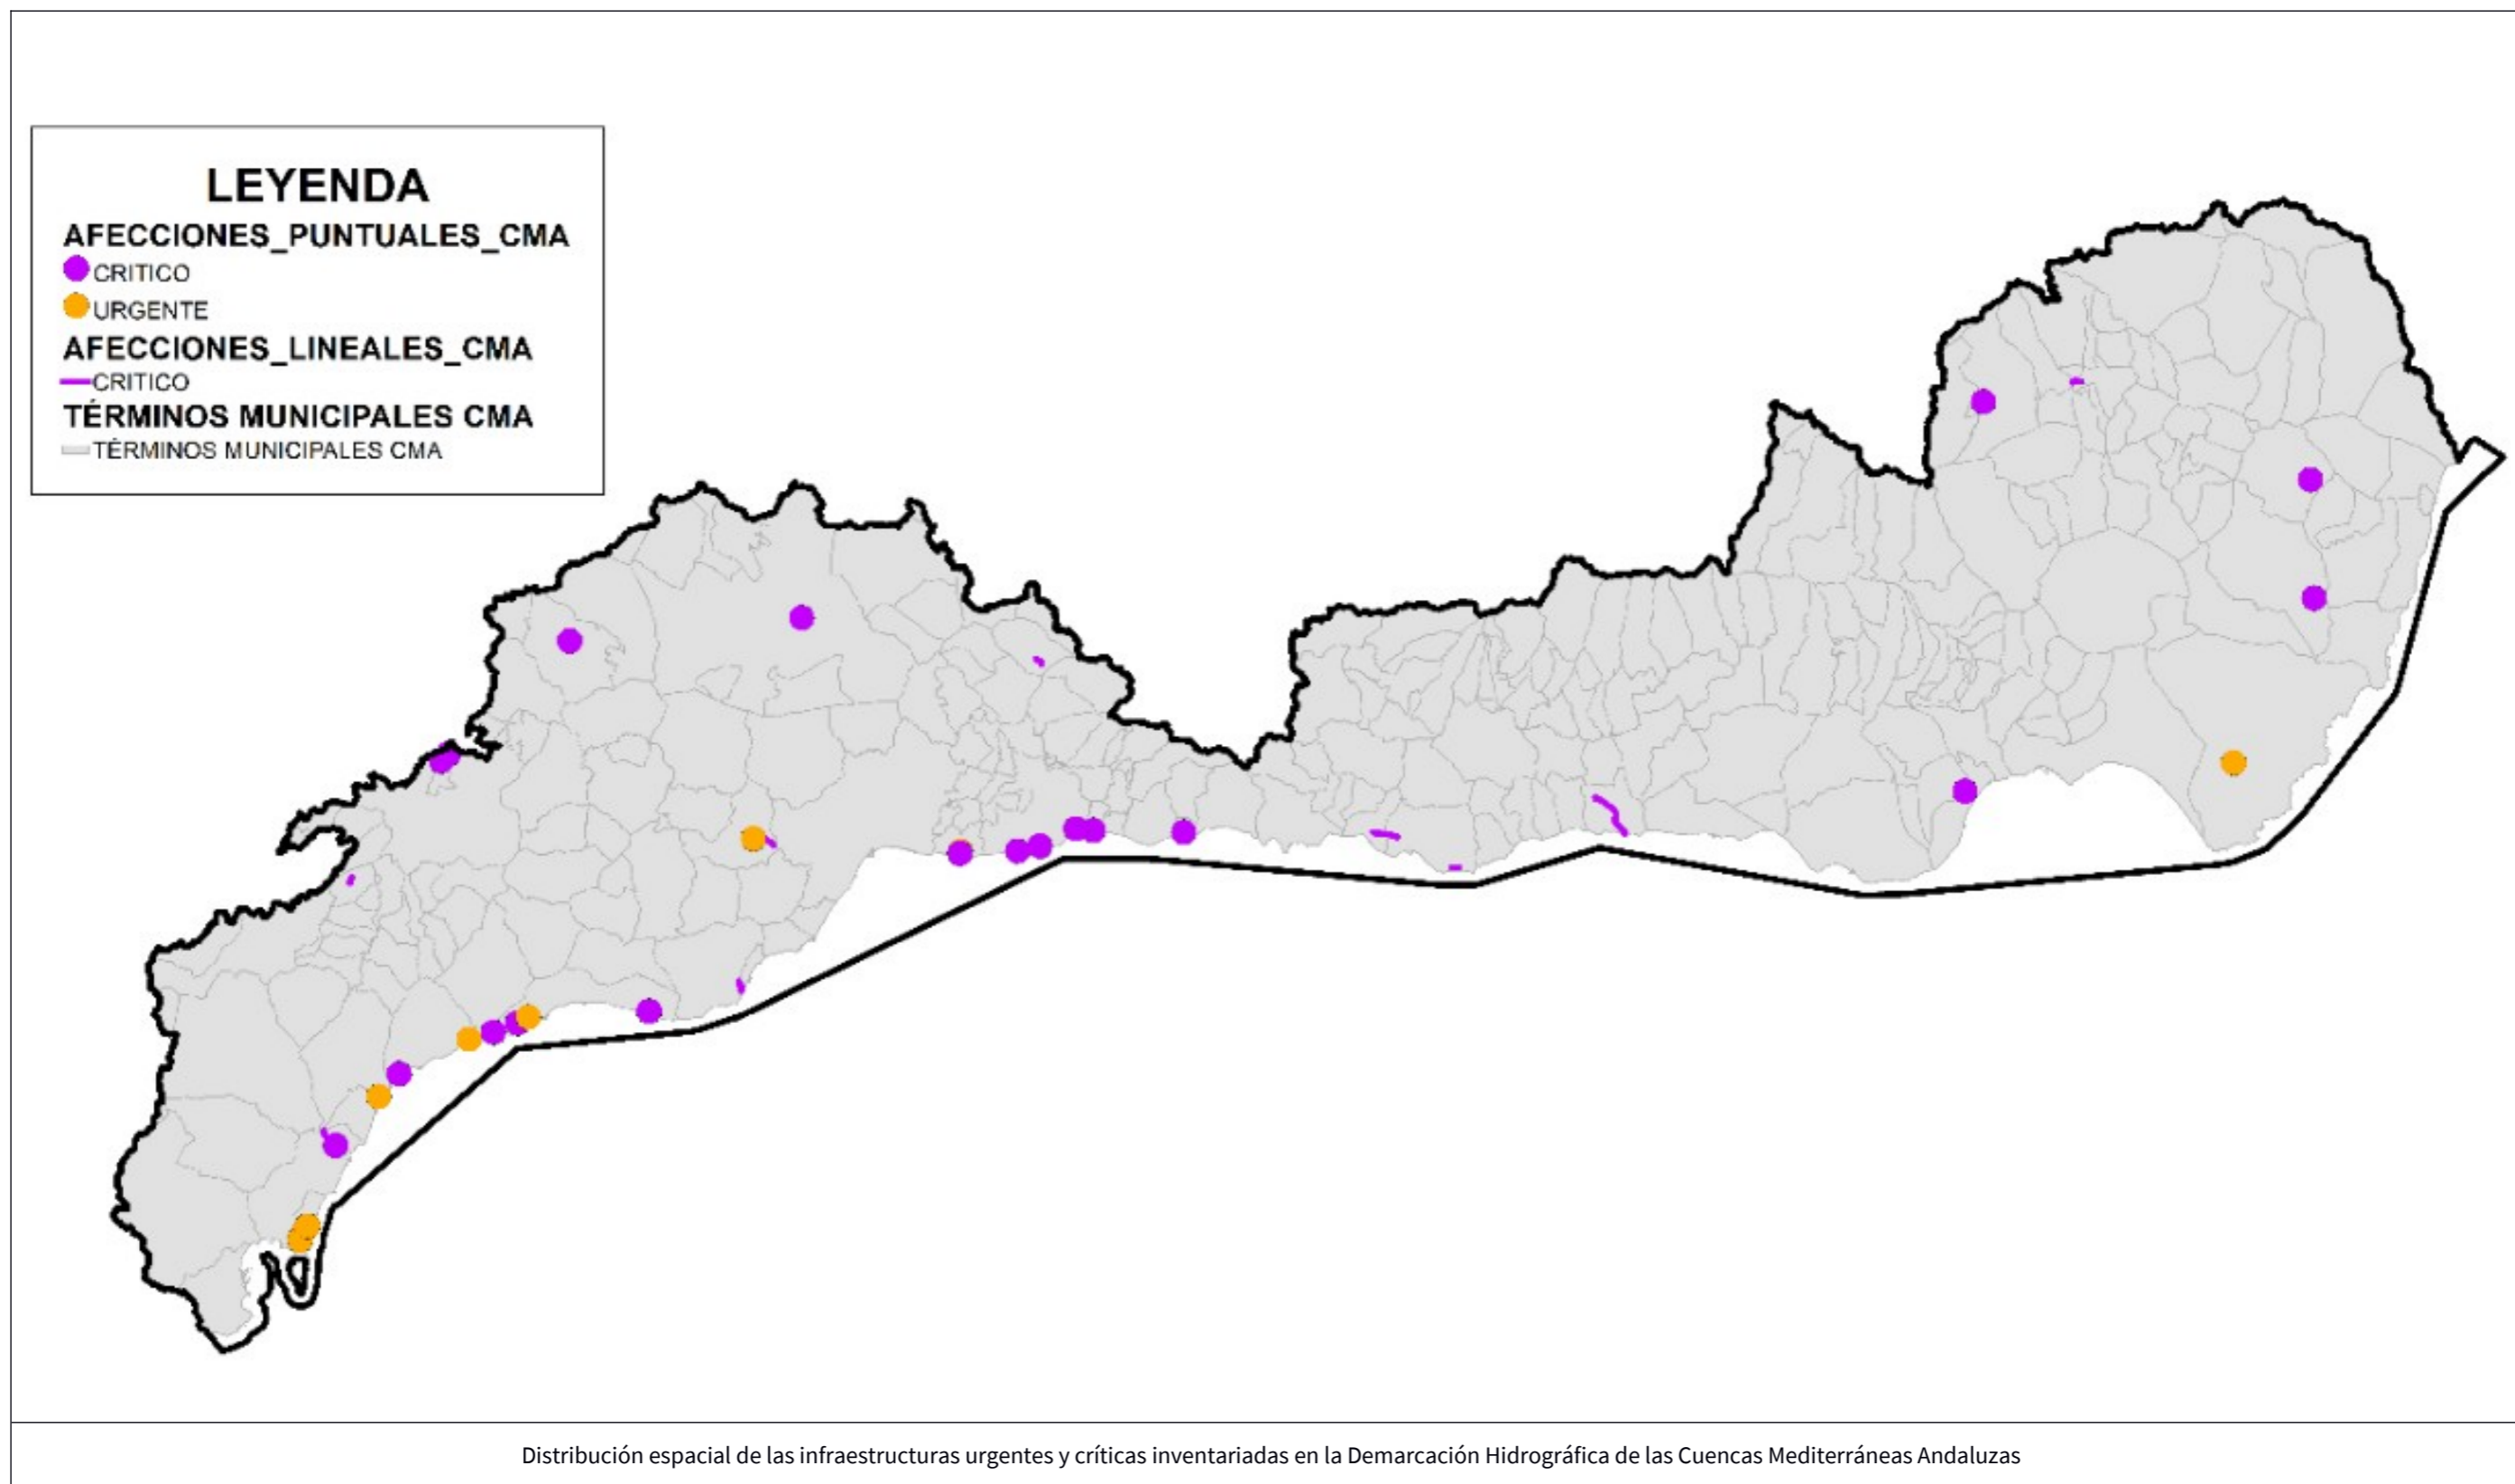 LEYENDA
AFECCIONES_PUNTUALES_CMA
CRITICO
URGENTE
AFECCIONES_LINEALES_CMA
CRITICO
TÉRMINOS MUNICIPALES CMA
TÉRMINOS MUNICIPALES CMA
Distribución espacial de las infraestructuras urgentes y críticas inventariadas en la Demarcación Hidrográfica de las Cuencas Mediterráneas Andaluzas